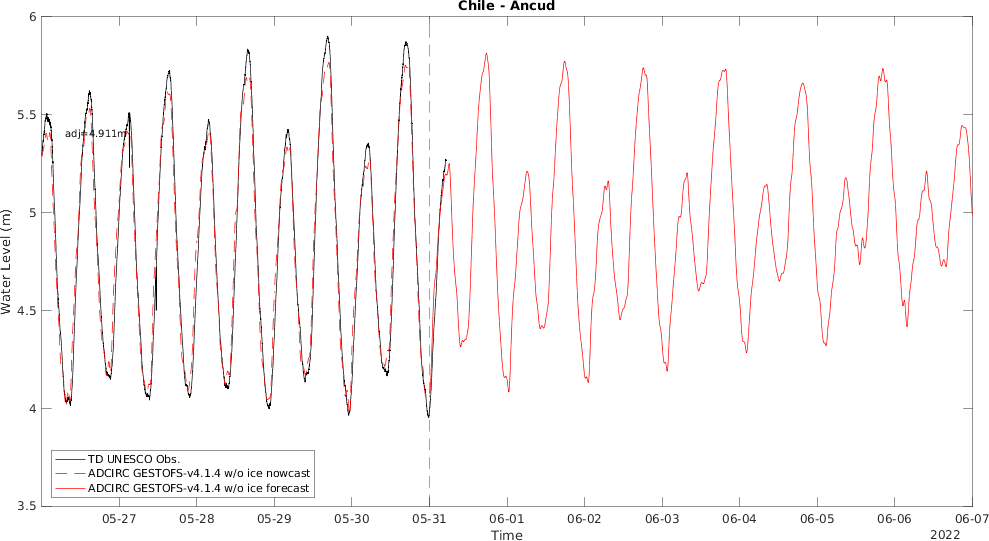 Chile - Ancud
Water Level (m)
6
5.5
5
4.5
4
3.5
adj=4.911m
TD UNESCO Obs.
ADCIRC GESTOFS-v4.1.4 w/o ice nowcast
ADCIRC GESTOFS-v4.1.4 w/o ice forecast
05-27 05-28 05-29 05-30 05-31 06-01 06-02 06-03 06-04 06-05 06-06 06-07
Time
2022